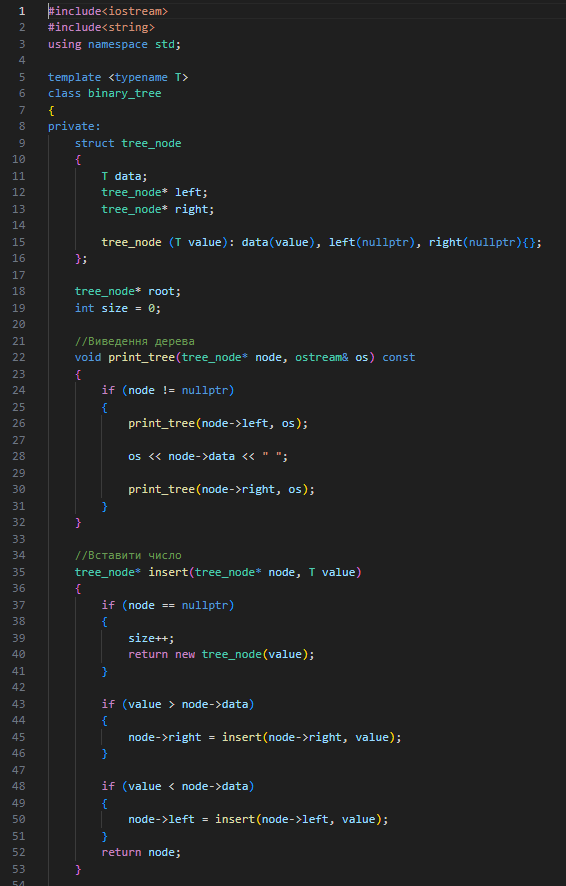 1 #include<iostream>
2 #include<string>
3 using namespace std;
4
5 template <typename T>
6 class binary_tree
7 {
8 private:
9     struct tree_node
10     {
11         T data;
12         tree_node* left;
13         tree_node* right;
14
15         tree_node (T value): data(value), left(nullptr), right(nullptr){};
16     };
17
18     tree_node* root;
19     int size = 0;
20
21     //Виведення дерева
22     void print_tree(tree_node* node, ostream& os) const
23     {
24         if (node != nullptr)
25         {
26             print_tree(node->left, os);
27
28             os << node->data << " ";
29
30             print_tree(node->right, os);
31         }
32     }
33
34     //Вставити число
35     tree_node* insert(tree_node* node, T value)
36     {
37         if (node == nullptr)
38         {
39             size++;
40             return new tree_node(value);
41         }
42
43         if (value > node->data)
44         {
45             node->right = insert(node->right, value);
46         }
47
48         if (value < node->data)
49         {
50             node->left = insert(node->left, value);
51         }
52         return node;
53     }
54